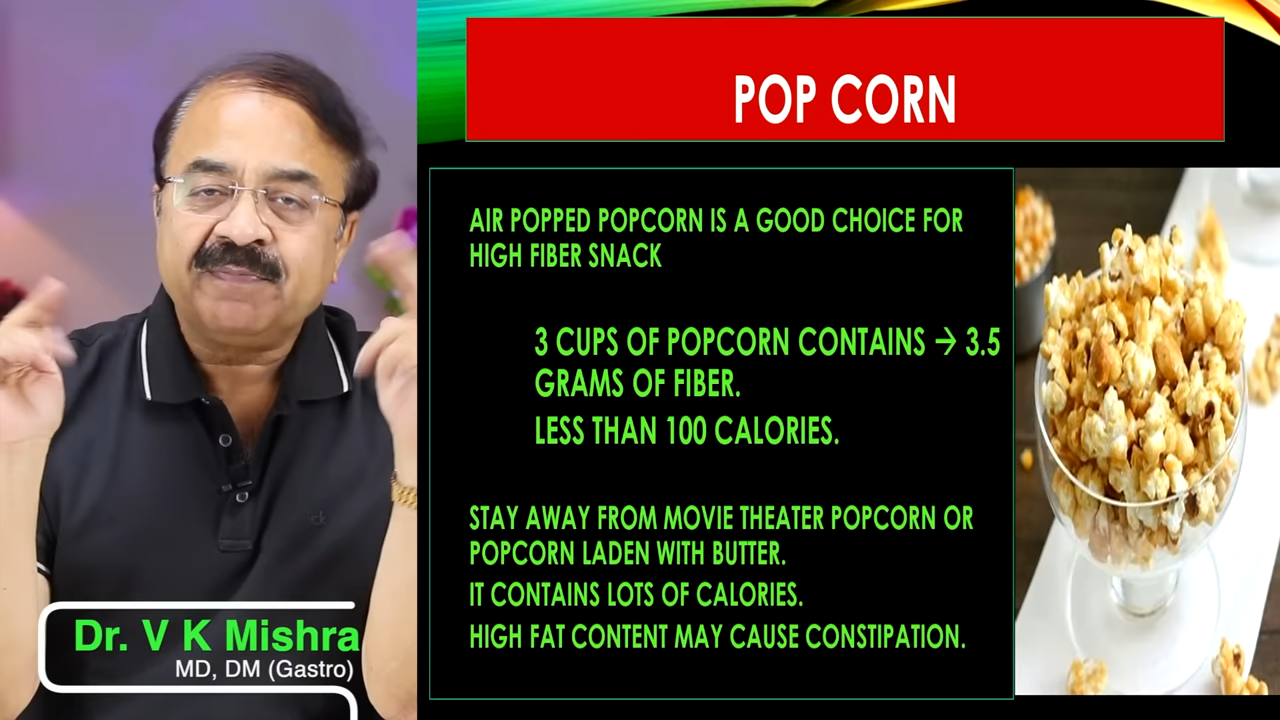 POP CORN
AIR POPPED POPCORN IS A GOOD CHOICE FOR
HIGH FIBER SNACK
3 CUPS OF POPCORN CONTAINS → 3.5
GRAMS OF FIBER.
LESS THAN 100 CALORIES.
STAY AWAY FROM MOVIE THEATER POPCORN OR
POPCORN LADEN WITH BUTTER.
IT CONTAINS LOTS OF CALORIES.
HIGH FAT CONTENT MAY CAUSE CONSTIPATION.
Dr. V K Mishra
MD, DM (Gastro)